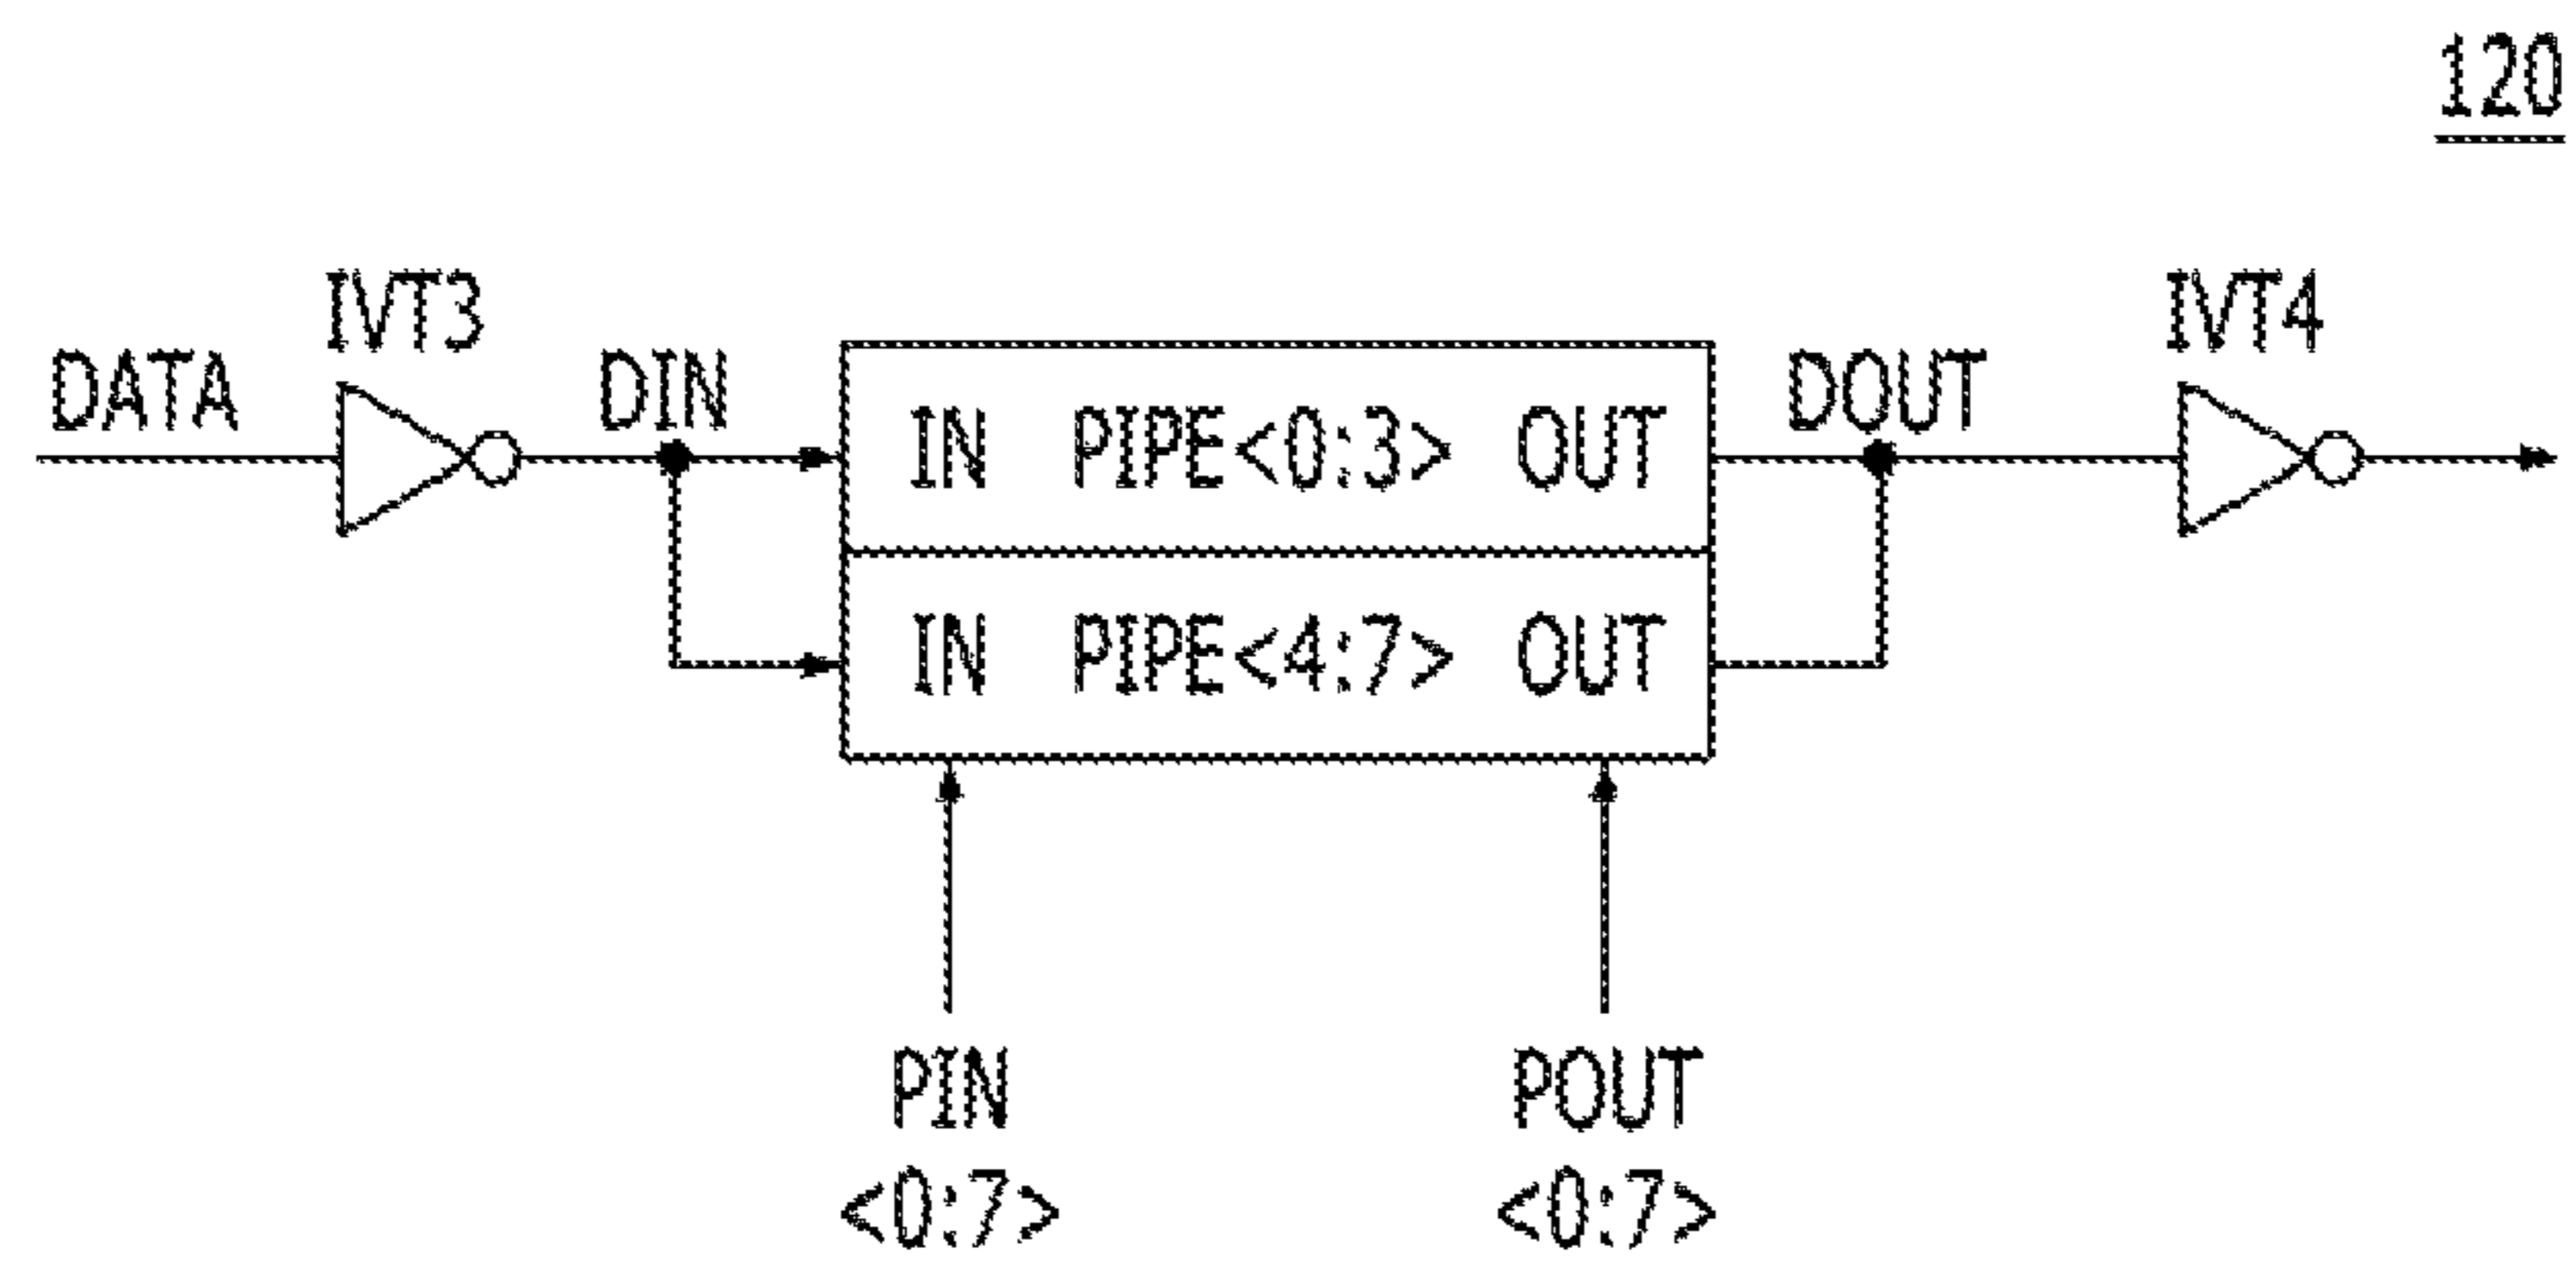 120
IVT3
IVT4
DATA
DIN
DOUT
IN PIPE<0:3> OUT
IN PIPE<4:7> OUT
PIN
<0:7>
POUT
<0:7>